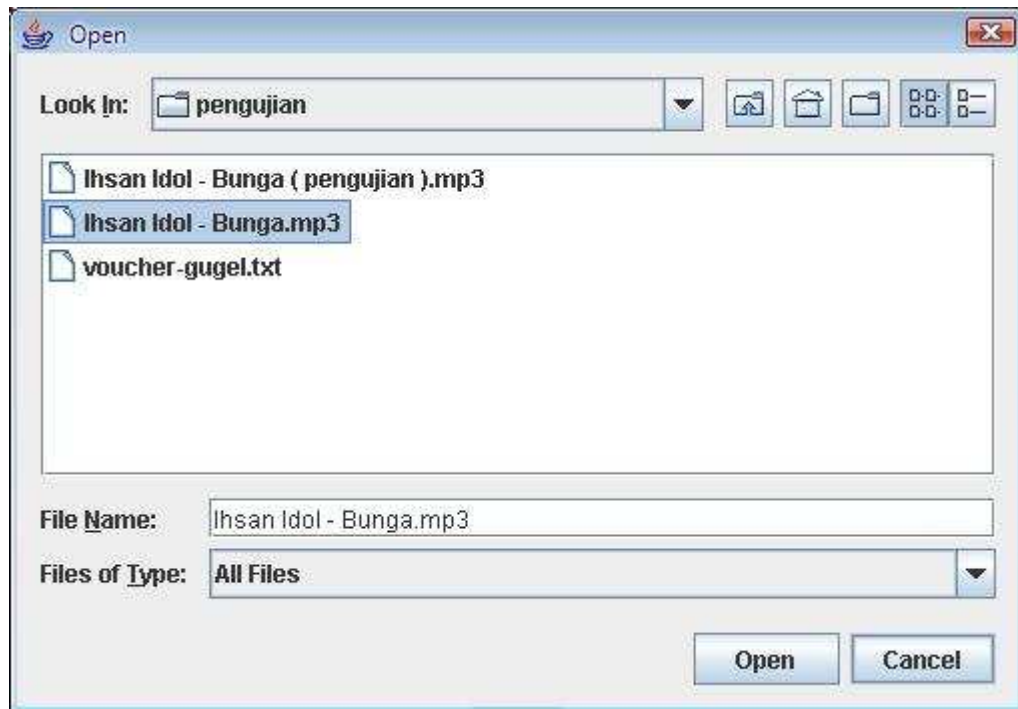 Open
Look In: pengujian
Ihsan Idol - Bunga ( pengujian ).mp3
Ihsan Idol - Bunga.mp3
voucher-gugel.txt
File Name: Ihsan Idol - Bunga.mp3
Files of Type: All Files
Open Cancel